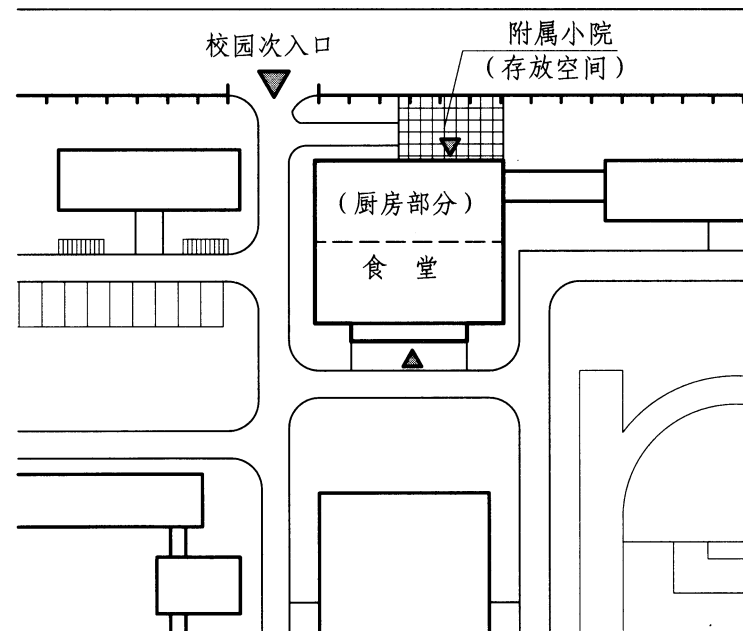 校园次入口
附属小院
（存放空间）
（厨房部分）
食 堂